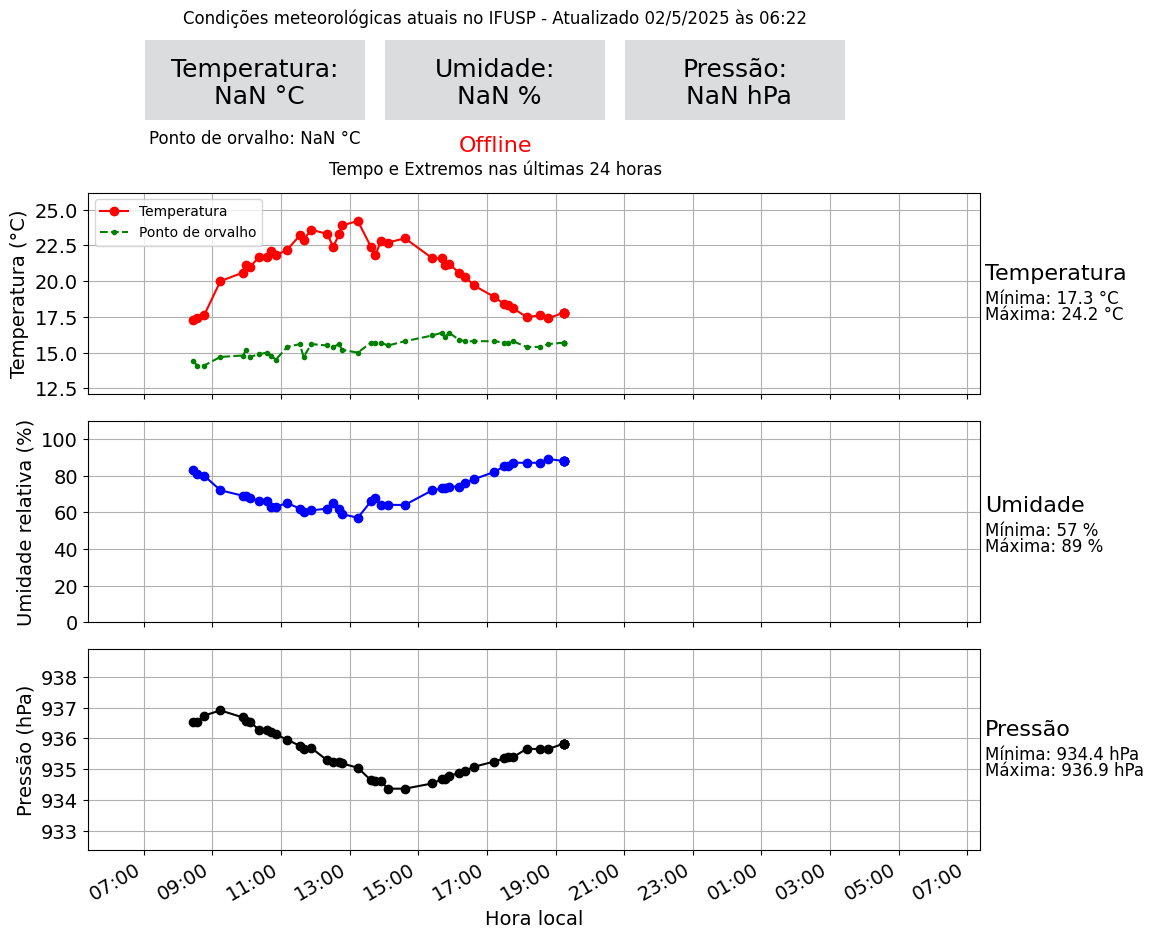 Condições meteorológicas atuais no IFUSP - Atualizado 02/5/2025 às 06:22
Temperatura:
NaN °C
Umidade:
NaN %
Pressão:
NaN hPa
Ponto de orvalho: NaN °C
Offline
Tempo e Extremos nas últimas 24 horas
Temperatura (°C)
25.0
22.5
20.0
17.5
15.0
12.5
Temperatura
Ponto de orvalho
Temperatura
Mínima: 17.3 °C
Máxima: 24.2 °C
Umidade relativa (%)
100
80
60
40
20
0
Umidade
Mínima: 57 %
Máxima: 89 %
Pressão (hPa)
938
937
936
935
934
933
Pressão
Mínima: 934.4 hPa
Máxima: 936.9 hPa
07:00 09:00 11:00 13:00 15:00 17:00 19:00 21:00 23:00 01:00 03:00 05:00 07:00
Hora local